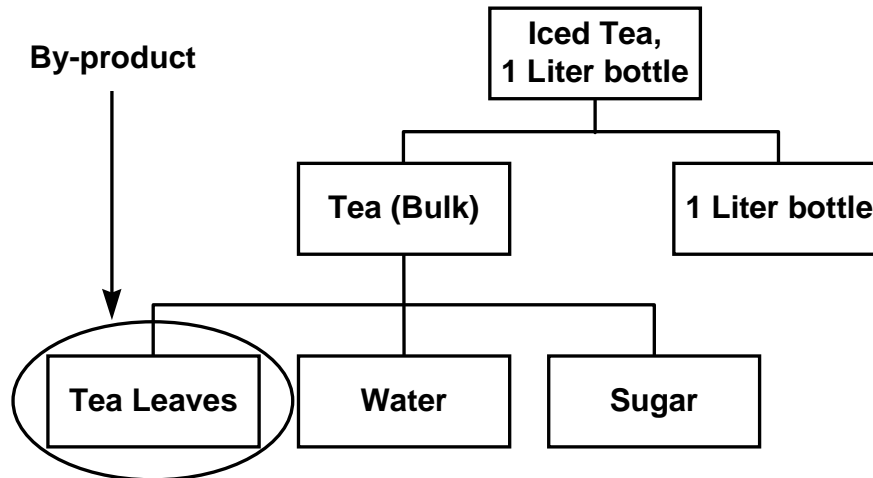 By-product
Iced Tea,
1 Liter bottle
Tea (Bulk)
1 Liter bottle
Tea Leaves
Water
Sugar